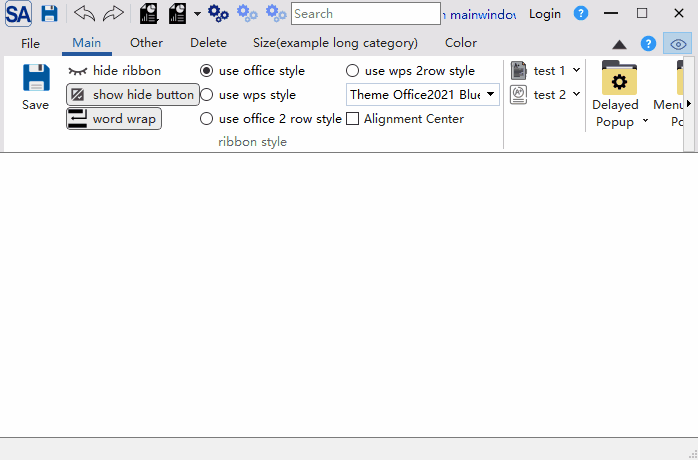 SA Search mainwindow Login ?
File Main Other Delete Size(example long category) Color ?
hide ribbon use office style use wps 2row style test 1
show hide button use wps style Theme Office2021 Blue test 2
Save Delayed Menu
word wrap use office 2 row style Alignment Center Popup
ribbon style